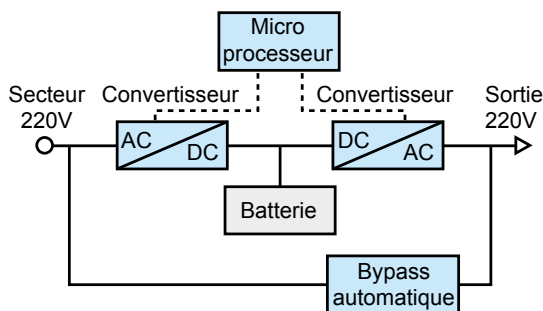 Micro
processeur
Secteur
220V
Convertisseur
Convertisseur
Sortie
220V
AC
DC
DC
AC
Batterie
Bypass
automatique